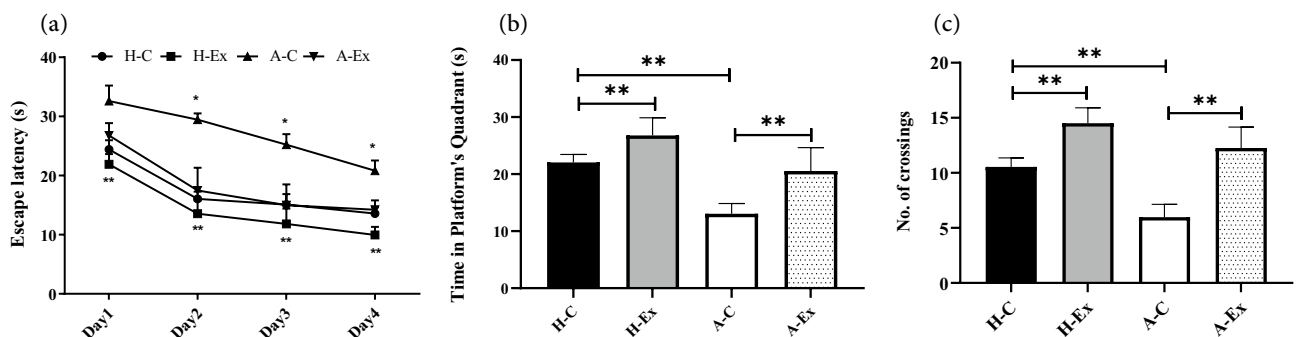 (a)
H-C H-Ex A-C A-Ex
Escape latency (s)
40
30
20
10
0
*
*
*
**
**
**
**
Day1 Day2 Day3 Day4
(b)
Time in Platform's Quadrant (s)
40
30
20
10
0
**
**
**
H-C H-Ex A-C A-Ex
(c)
No. of crossings
20
15
10
5
0
**
**
**
H-C H-Ex A-C A-Ex